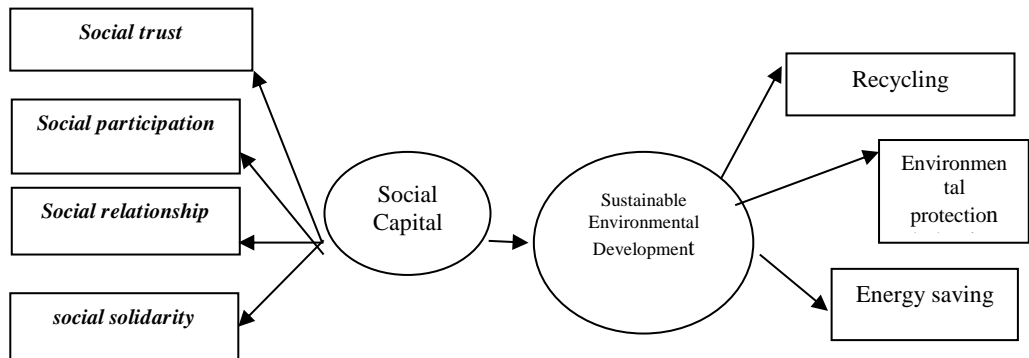 Social trust
Social participation
Social relationship
social solidarity
Social
Capital
Sustainable
Environmental
Development
Recycling
Environmen
tal
protection
Energy saving